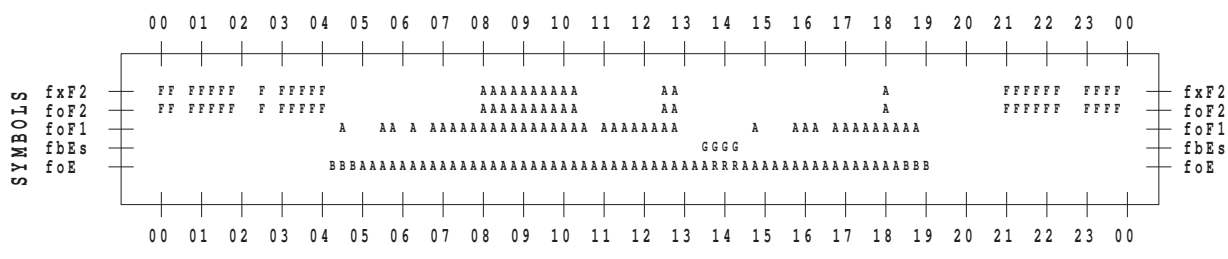 00 01 02 03 04 05 06 07 08 09 10 11 12 13 14 15 16 17 18 19 20 21 22 23 00
SYMBOLS
fxF2 FF FFFFF F FFFFF AAAAAAAAAA AA A FFFFFF FFFF fxF2
foF2 FF FFFFF F FFFFF AAAAAAAAAA AA A FFFFFF FFFF foF2
foF1 A AA A AAAAAAAAAAAAAAAA AAAAAAAA A AAA AAAAAAAAA foF1
fbEs GGGG fbEs
foE BBBAAAAAAAAAAAAAAAAAAAAAAAAAAAAAAAAAAARRRAAAAAAAAAAAAAAAABBB foE
00 01 02 03 04 05 06 07 08 09 10 11 12 13 14 15 16 17 18 19 20 21 22 23 00